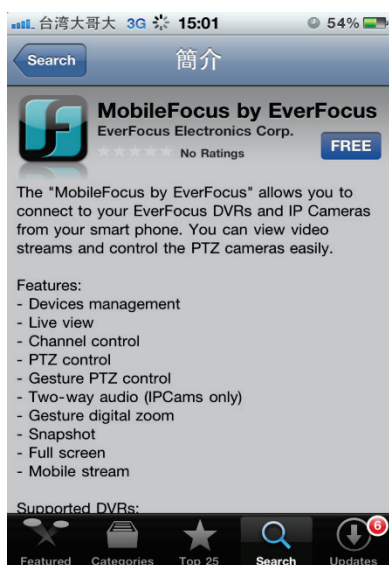 台湾大哥大 3G 15:01 54%
Search 簡介
MobileFocus by EverFocus
EverFocus Electronics Corp.
No Ratings FREE
The "MobileFocus by EverFocus" allows you to
connect to your EverFocus DVRs and IP Cameras
from your smart phone. You can view video
streams and control the PTZ cameras easily.
Features:
- Devices management
- Live view
- Channel control
- PTZ control
- Gesture PTZ control
- Two-way audio (IPCams only)
- Gesture digital zoom
- Snapshot
- Full screen
- Mobile stream
Supported DVRs:
6
Featured Categories Top 25 Search Updates